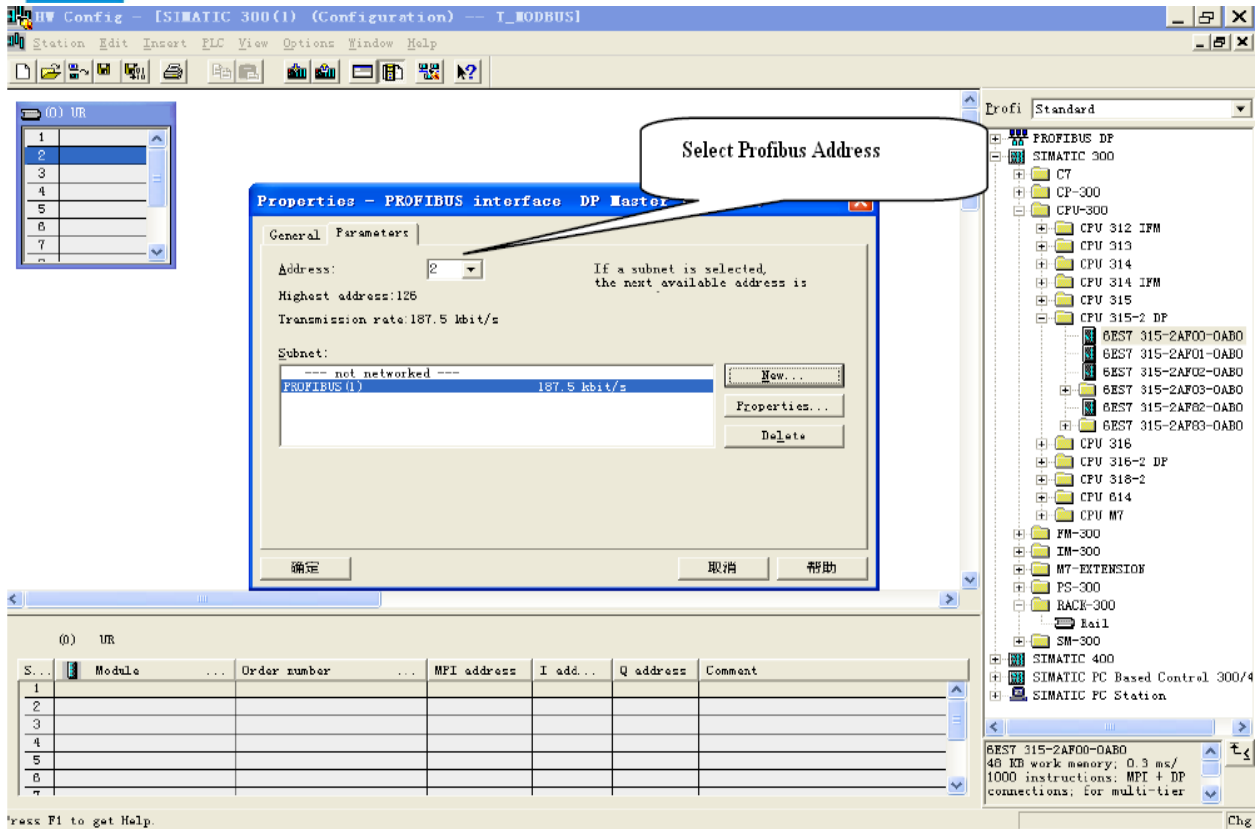 HW Config - [SIMATIC 300(1) (Configuration) -- T_MODBUS]
Station Edit Insert PLC View Options Window Help
(0) UR
1
2
3
4
5
6
7
Select Profibus Address
Properties - PROFIBUS interface DP Master
General Parameters
Address: 2
If a subnet is selected,
the next available address is
Highest address:126
Transmission rate:187.5 kbit/s
Subnet:
--- not networked ---
PROFIBUS(1) 187.5 kbit/s
New...
Properties...
Delete
确定 取消 帮助
(0) UR
S... Module ... Order number ... MPI address I add... Q address Comment
1
2
3
4
5
6
7
Profi Standard
PROFIBUS DP
SIMATIC 300
C7
CP-300
CPU-300
CPU 312 IFM
CPU 313
CPU 314
CPU 314 IFM
CPU 315
CPU 315-2 DP
6ES7 315-2AF00-0AB0
6ES7 315-2AF01-0AB0
6ES7 315-2AF02-0AB0
6ES7 315-2AF03-0AB0
6ES7 315-2AF82-0AB0
6ES7 315-2AF83-0AB0
CPU 316
CPU 316-2 DP
CPU 318-2
CPU 614
CPU M7
FM-300
IM-300
M7-EXTENSION
PS-300
RACK-300
Rail
SM-300
SIMATIC 400
SIMATIC PC Based Control 300/4
SIMATIC PC Station
6ES7 315-2AF00-0AB0
48 KB work memory; 0.3 ms/
1000 instructions; MPI + DP
connections; for multi-tier
Press F1 to get Help.
Chg